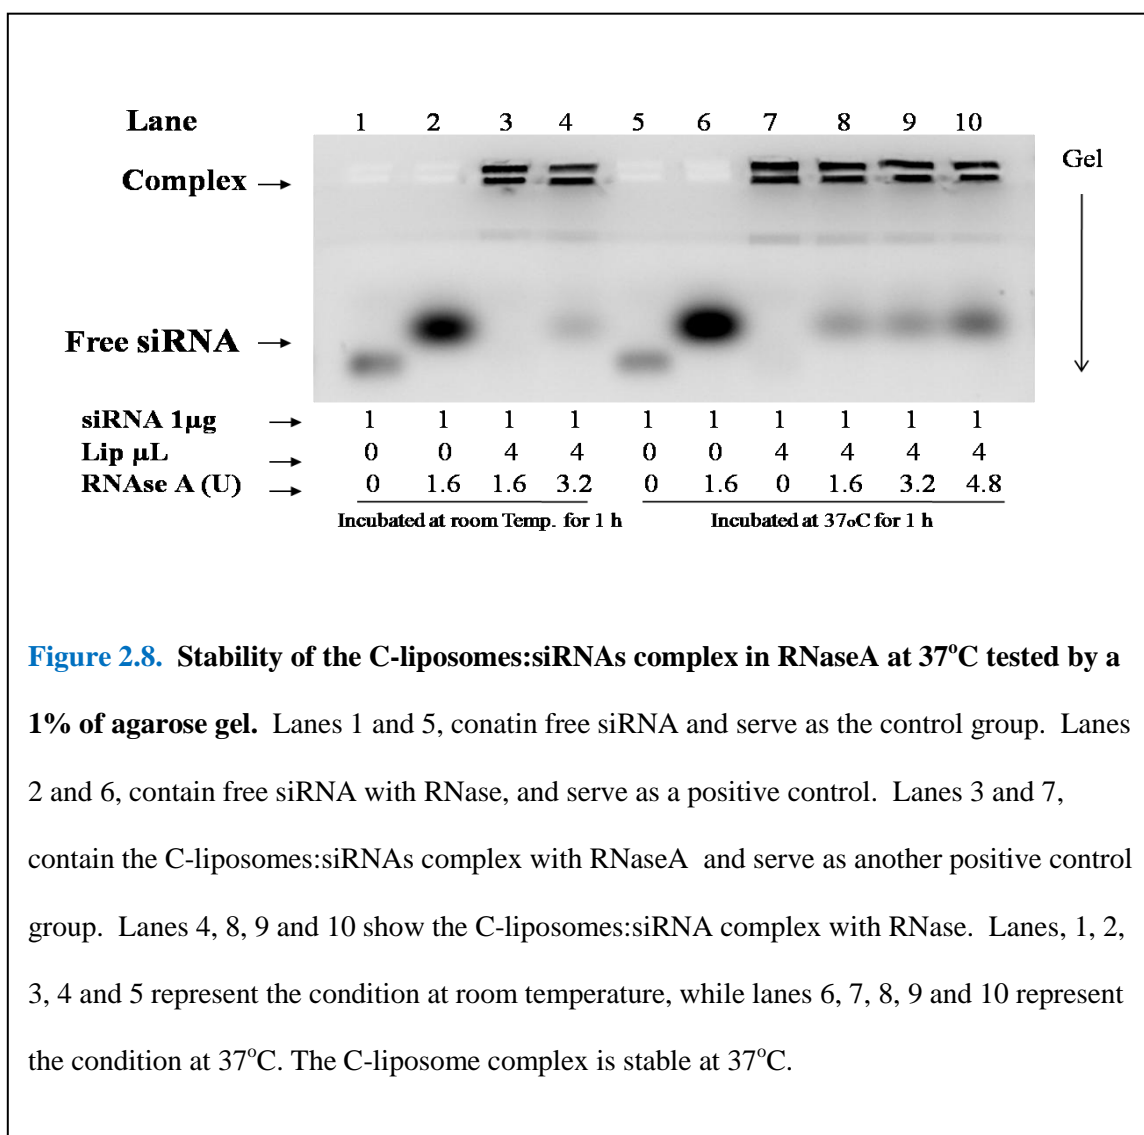 Lane 1 2 3 4 5 6 7 8 9 10
Gel
Complex →
Free siRNA →
siRNA 1µg → 1 1 1 1 1 1 1 1 1 1
Lip µL → 0 0 4 4 0 0 4 4 4 4
RNAse A (U) → 0 1.6 1.6 3.2 0 1.6 0 1.6 3.2 4.8
Incubated at room Temp. for 1 h Incubated at 37oC for 1 h
Figure 2.8. Stability of the C-liposomes:siRNAs complex in RNaseA at 37°C tested by a
1% of agarose gel. Lanes 1 and 5, conatin free siRNA and serve as the control group. Lanes
2 and 6, contain free siRNA with RNase, and serve as a positive control. Lanes 3 and 7,
contain the C-liposomes:siRNAs complex with RNaseA and serve as another positive control
group. Lanes 4, 8, 9 and 10 show the C-liposomes:siRNA complex with RNase. Lanes, 1, 2,
3, 4 and 5 represent the condition at room temperature, while lanes 6, 7, 8, 9 and 10 represent
the condition at 37°C. The C-liposome complex is stable at 37°C.